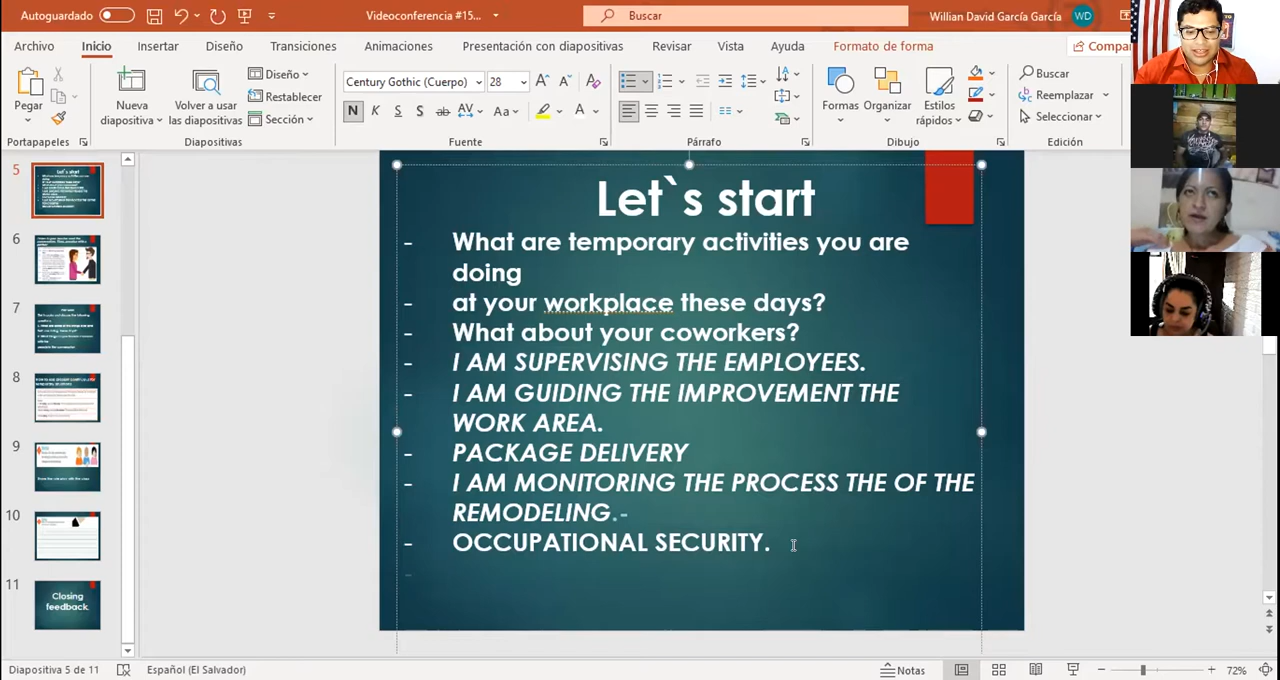 Autoguardado
Videoconferencia #15...
Buscar
Willian David García García
WD
Archivo
Inicio
Insertar
Diseño
Transiciones
Animaciones
Presentación con diapositivas
Revisar
Vista
Ayuda
Formato de forma
Pegar
Nueva diapositiva
Volver a usar las diapositivas
Diseño
Restablecer
Sección
Century Gothic (Cuerpo)
28
N K S S ab AV Aa A
Formas
Organizar
Estilos rápidos
Buscar
Reemplazar
Seleccionar
Portapapeles
Diapositivas
Fuente
Párrafo
Dibujo
Edición
5
6
7
8
9
10
11
Closing
feedback.
Let`s start
- What are temporary activities you are
doing
- at your workplace these days?
- What about your coworkers?
- I AM SUPERVISING THE EMPLOYEES.
- I AM GUIDING THE IMPROVEMENT THE
WORK AREA.
- PACKAGE DELIVERY
- I AM MONITORING THE PROCESS THE OF THE
REMODELING.-
- OCCUPATIONAL SECURITY.
-
Diapositiva 5 de 11
Español (El Salvador)
Notas
72%